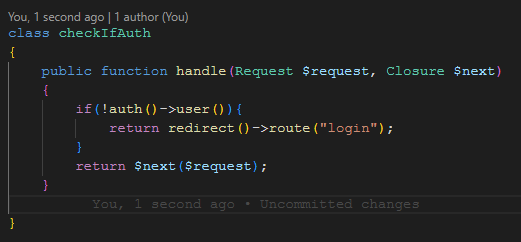 You, 1 second ago | 1 author (You)
class checkIfAuth
{
    public function handle(Request $request, Closure $next)
    {
        if(!auth()->user()){
            return redirect()->route("login");
        }
        return $next($request);
    }
        You, 1 second ago • Uncommitted changes
}